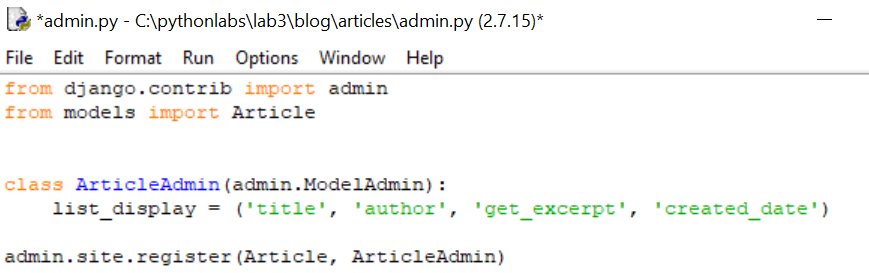 *admin.py - C:\pythonlabs\lab3\blog\articles\admin.py (2.7.15)*
File Edit Format Run Options Window Help
from django.contrib import admin
from models import Article
class ArticleAdmin(admin.ModelAdmin):
    list_display = ('title', 'author', 'get_excerpt', 'created_date')
admin.site.register(Article, ArticleAdmin)